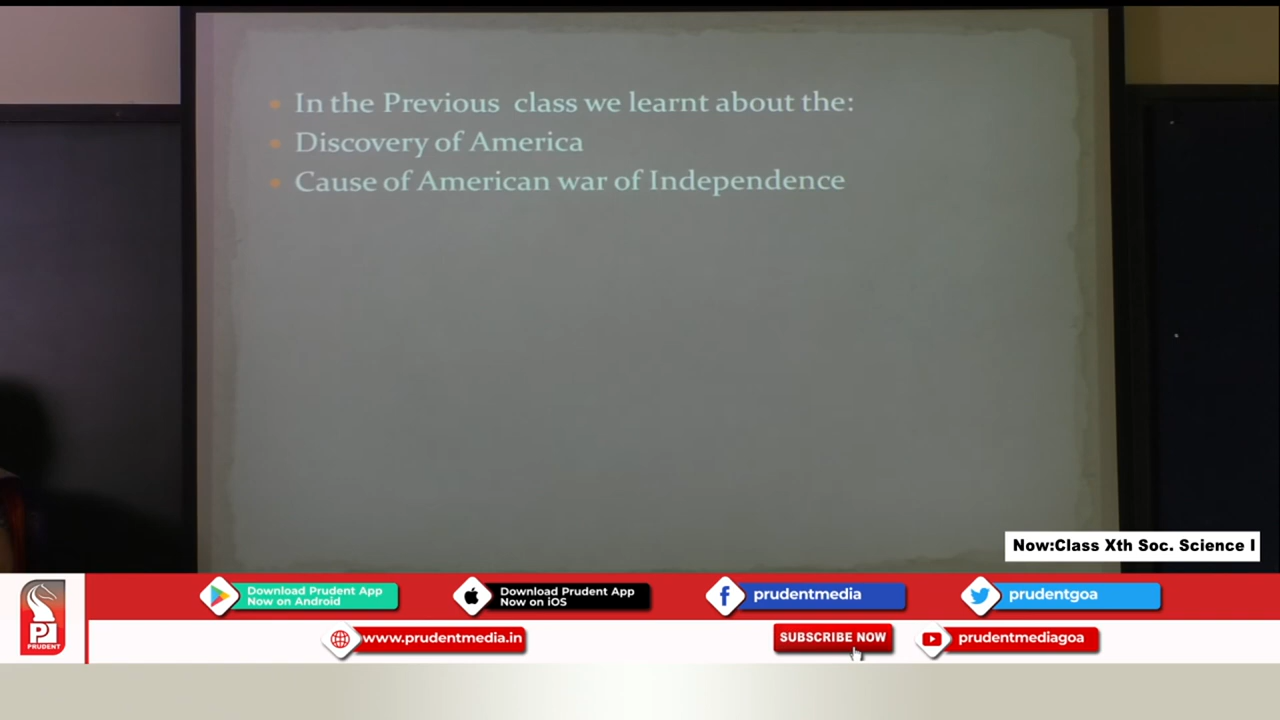 In the Previous class we learnt about the:
Discovery of America
Cause of American war of Independence
Now:Class Xth Soc. Science I
Download Prudent App
Now on Android
Download Prudent App
Now on iOS
prudentmedia
prudentgoa
PRUDENT
www.prudentmedia.in
SUBSCRIBE NOW
prudentmediagoa